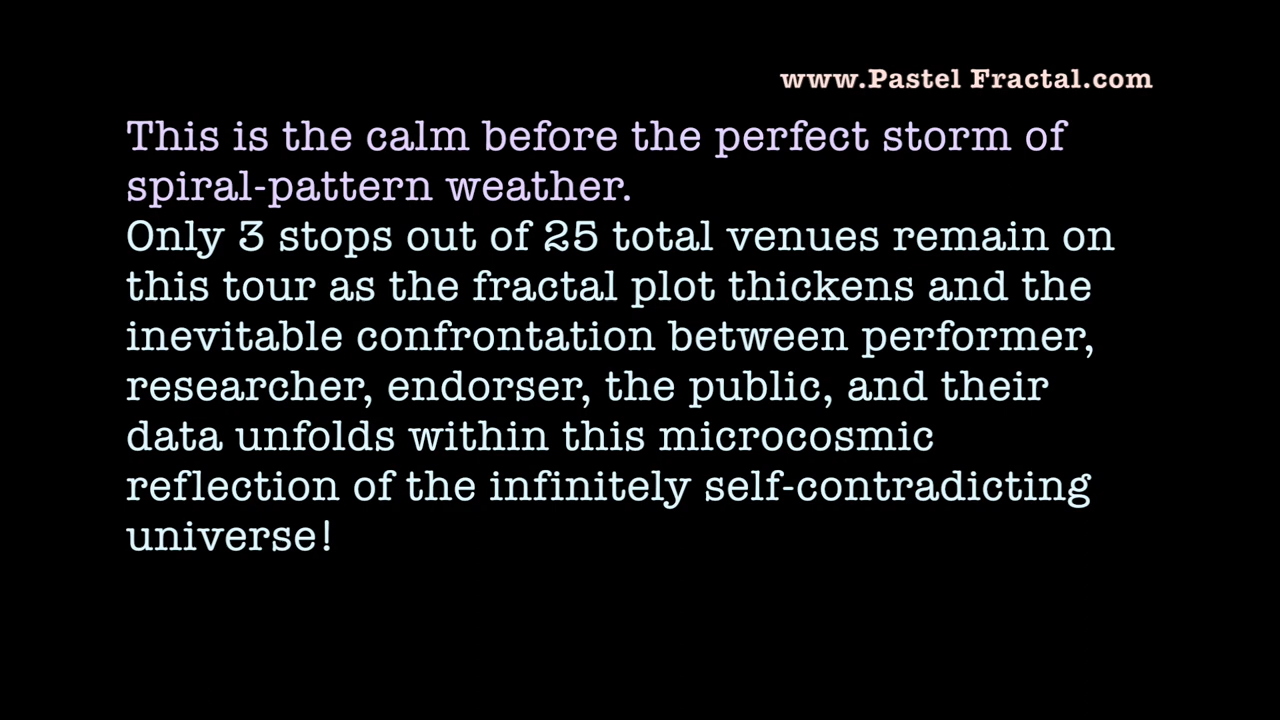 www.Pastel Fractal.com
This is the calm before the perfect storm of
spiral-pattern weather.
Only 3 stops out of 25 total venues remain on
this tour as the fractal plot thickens and the
inevitable confrontation between performer,
researcher, endorser, the public, and their
data unfolds within this microcosmic
reflection of the infinitely self-contradicting
universe!